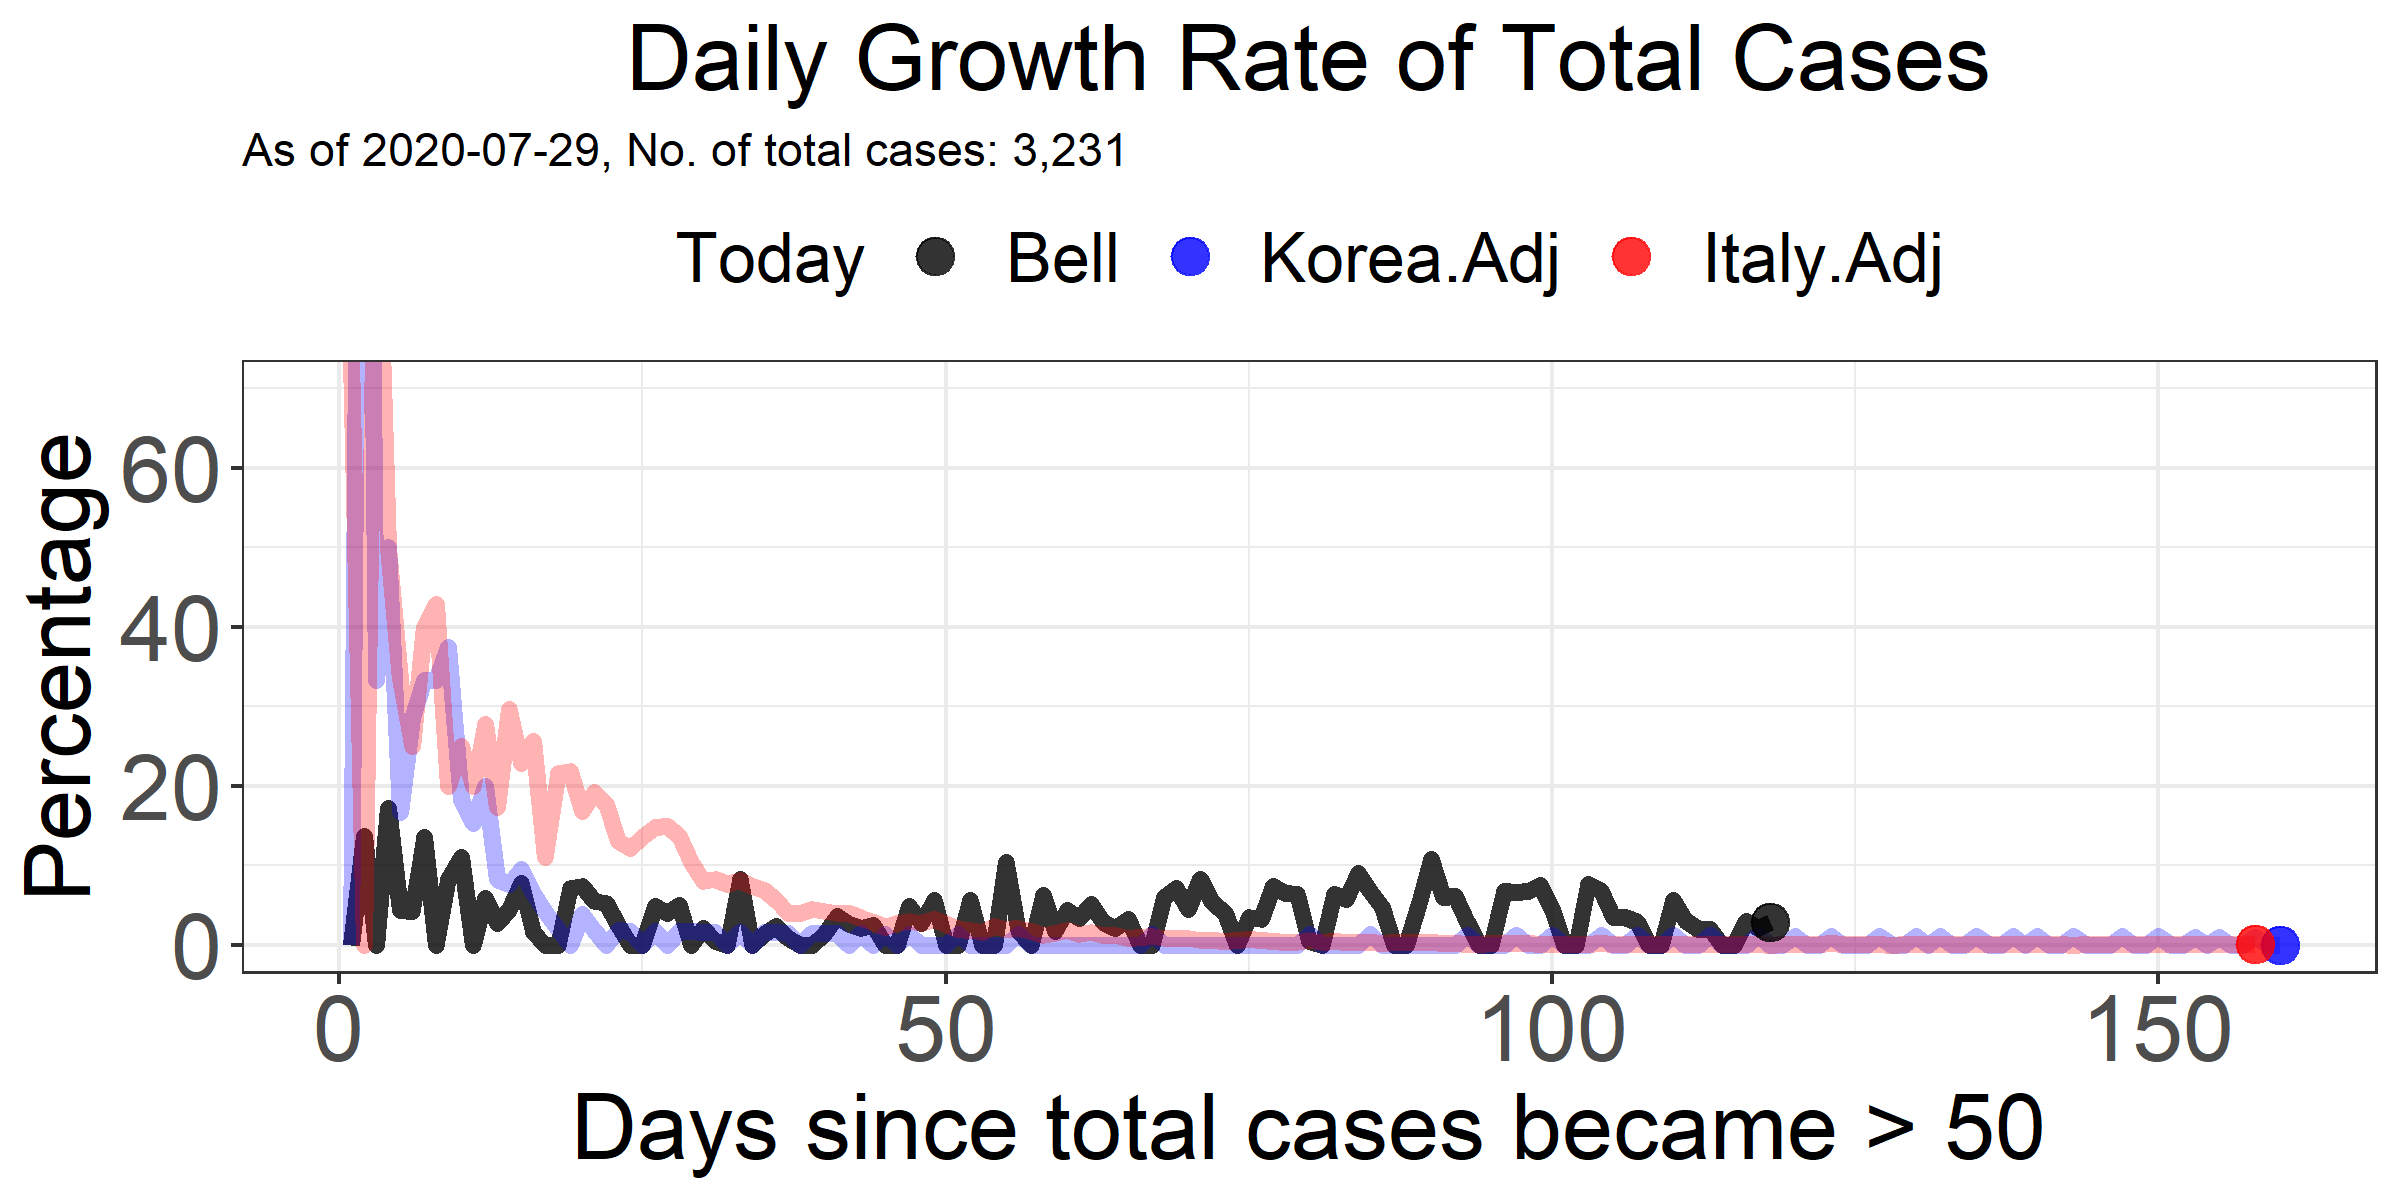 Daily Growth Rate of Total Cases
As of 2020-07-29, No. of total cases: 3,231
Today Bell Korea.Adj Italy.Adj
Percentage
60
40
20
0
0 50 100 150
Days since total cases became > 50